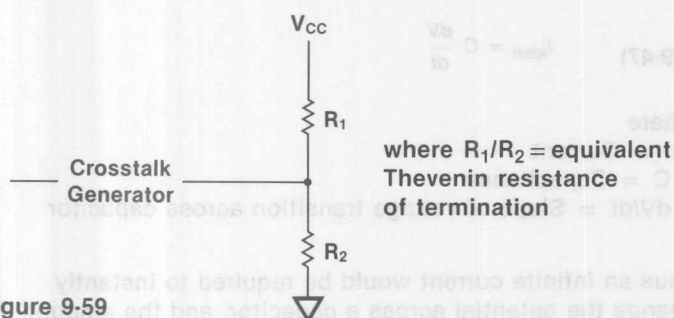 V_CC
R_1
Crosstalk
Generator
where R_1/R_2 = equivalent
Thevenin resistance
of termination
R_2
gure 9-59